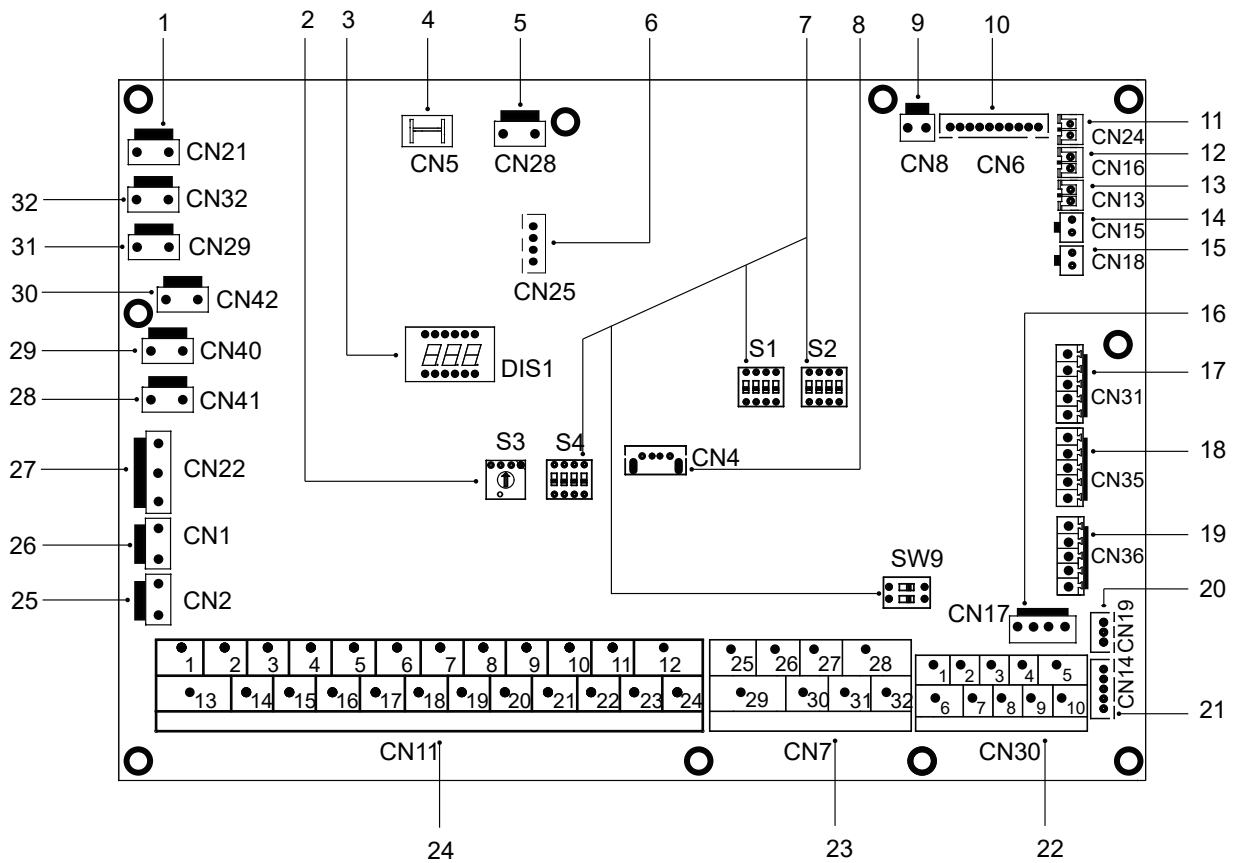 1 2 3 4 5 6 7 8 9 10
11
CN24
CN21
12
CN5
CN28
CN8
CN6
CN16
13
32
CN32
CN13
14
CN15
31
CN29
15
CN18
CN25
30
CN42
16
29
CN40
DIS1
S1
S2
17
CN31
28
CN41
S3
S4
CN4
18
27
CN22
CN35
26
CN1
19
CN36
SW9
20
25
CN2
CN17
CN19
1 2 3 4 5 6 7 8 9 10 11 12
25 26 27 28
1 2 3 4 5
13 14 15 16 17 18 19 20 21 22 23 24
29 30 31 32
6 7 8 9 10
CN14
21
CN11
CN7
CN30
24
23
22